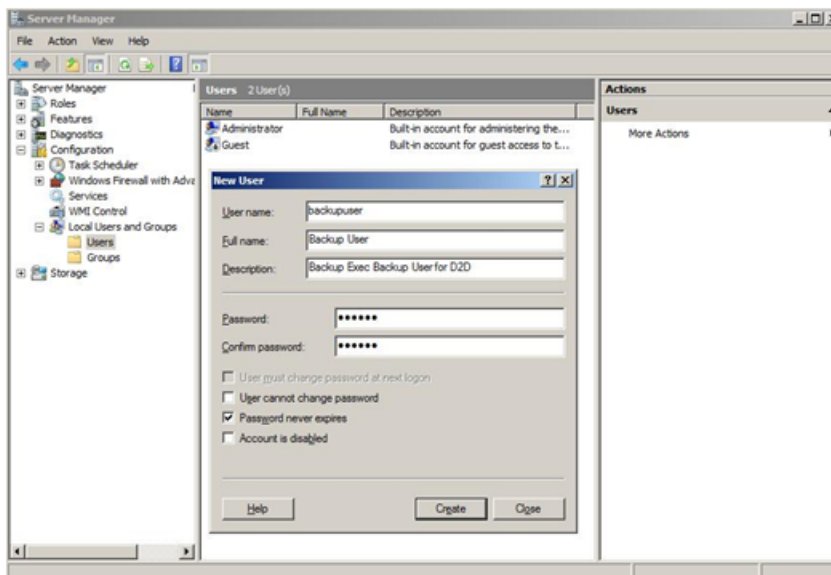 Server Manager
File Action View Help
Server Manager
Roles
Features
Diagnostics
Configuration
Task Scheduler
Windows Firewall with Adva
Services
WMI Control
Local Users and Groups
Users
Groups
Storage
Users 2 User(s)
Name Full Name Description
Administrator Built-in account for administering the...
Guest Built-in account for guest access to t...
Actions
Users
More Actions
New User
User name: backupuser
Full name: Backup User
Description: Backup Exec Backup User for D2D
Password: ••••••
Confirm password: ••••••
User must change password at next logon
User cannot change password
Password never expires
Account is disabled
Help Create Close